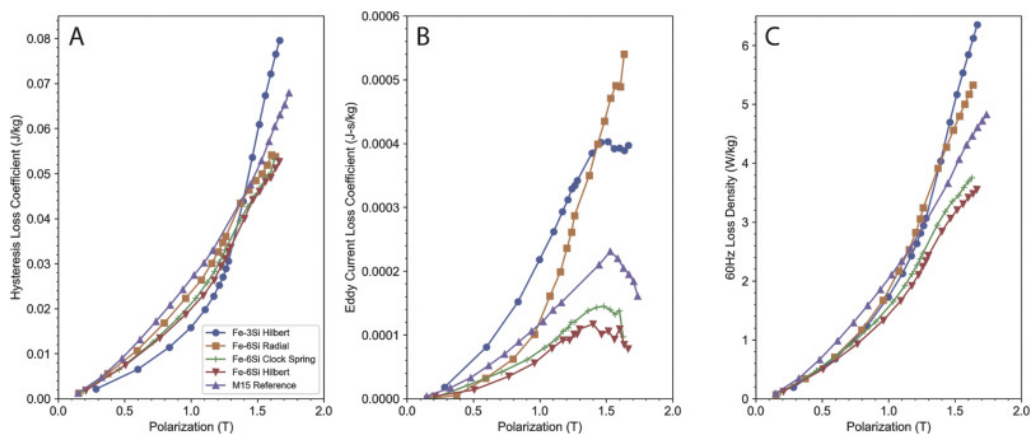 A
Hysteresis Loss Coefficient (J/kg)
0.08
0.07
0.06
0.05
0.04
0.03
0.02
0.01
0.00
0.0
0.5
1.0
1.5
2.0
Polarization (T)
Fe-3Si Hilbert
Fe-6Si Radial
Fe-6Si Clock Spring
Fe-6Si Hilbert
M15 Reference
B
Eddy Current Loss Coefficient (J-s/kg)
0.0006
0.0005
0.0004
0.0003
0.0002
0.0001
0.0000
0.0
0.5
1.0
1.5
2.0
Polarization (T)
C
60Hz Loss Density (W/kg)
6
5
4
3
2
1
0
0.0
0.5
1.0
1.5
2.0
Polarization (T)